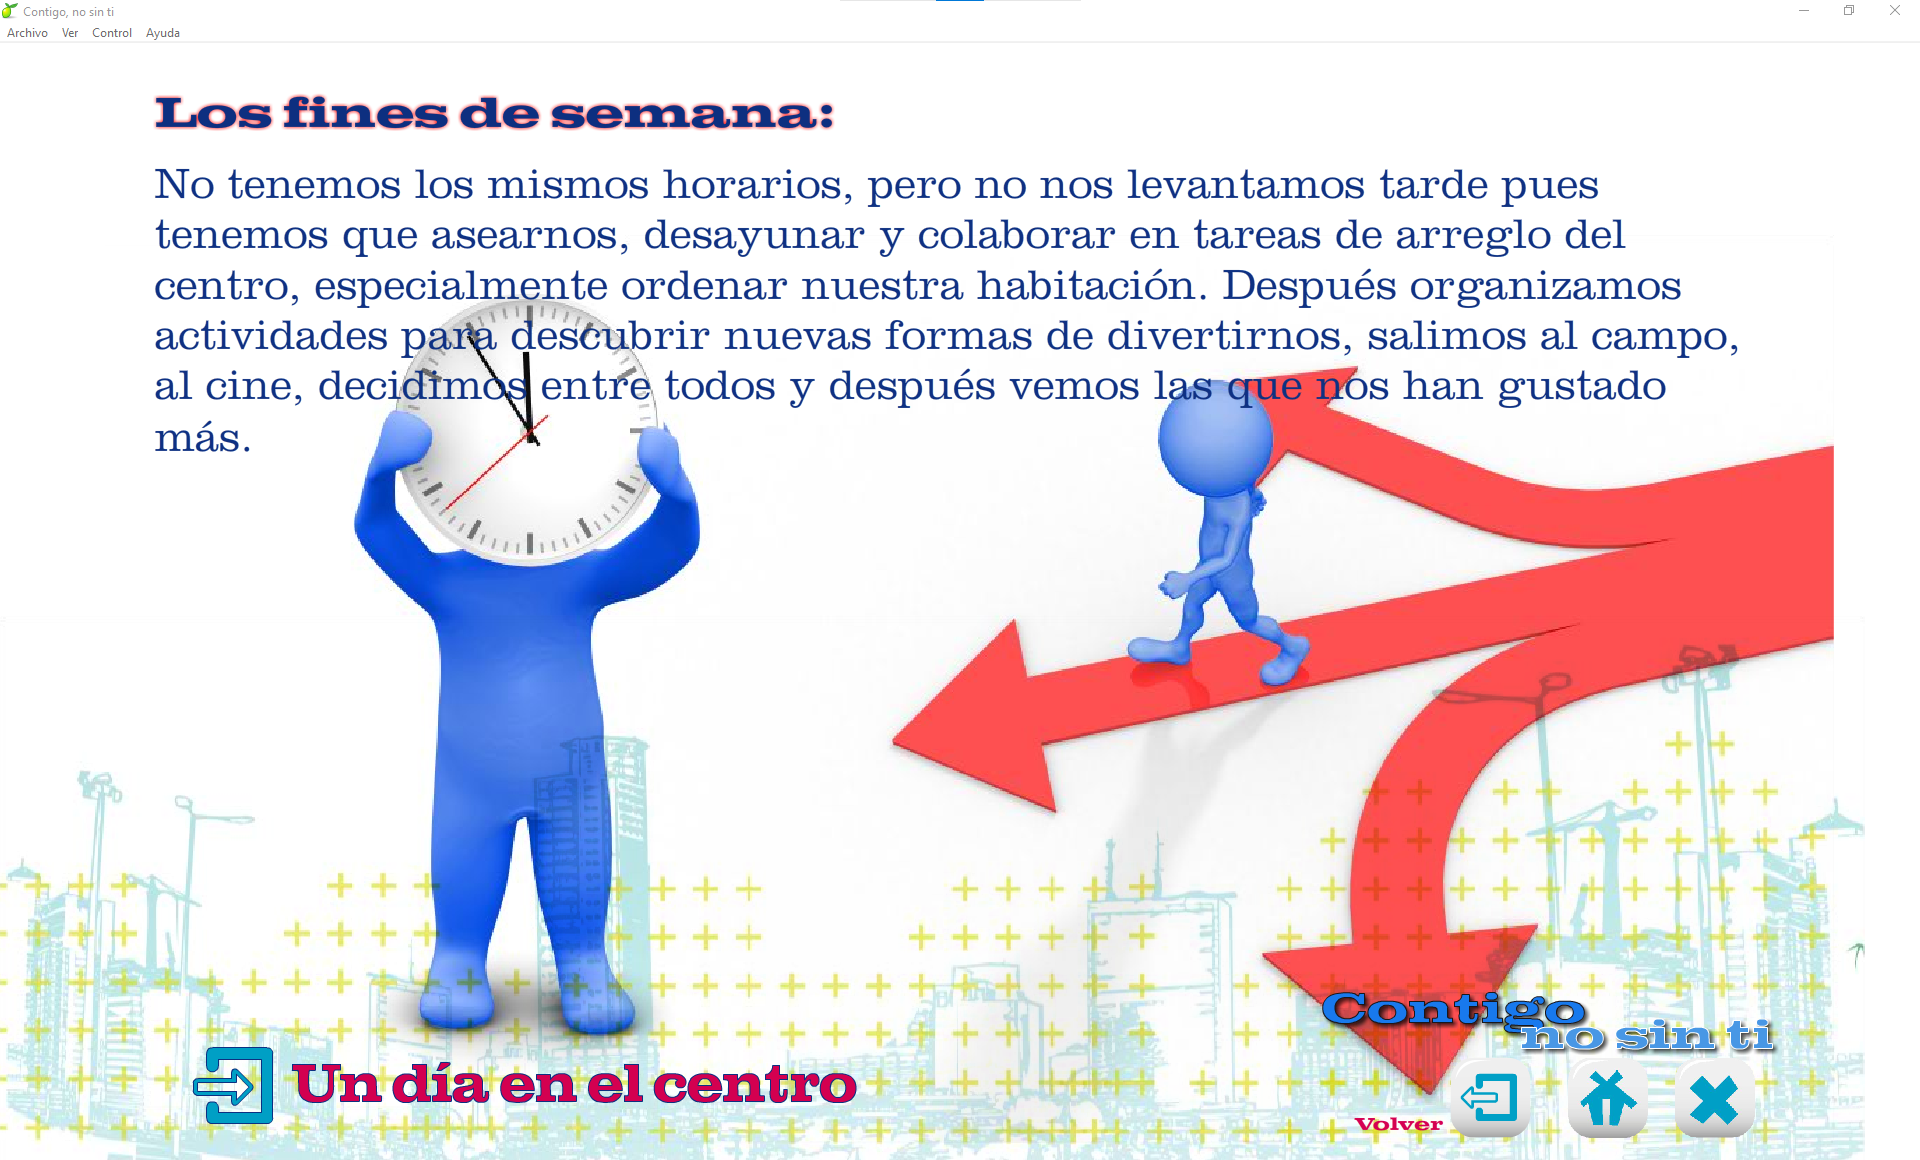 Contigo, no sin ti
Archivo Ver Control Ayuda
Los fines de semana:
No tenemos los mismos horarios, pero no nos levantamos tarde pues
tenemos que asearnos, desayunar y colaborar en tareas de arreglo del
centro, especialmente ordenar nuestra habitación. Después organizamos
actividades para descubrir nuevas formas de divertirnos, salimos al campo,
al cine, decidimos entre todos y después vemos las que nos han gustado
más.
Contigo
no sin ti
Un día en el centro
Volver